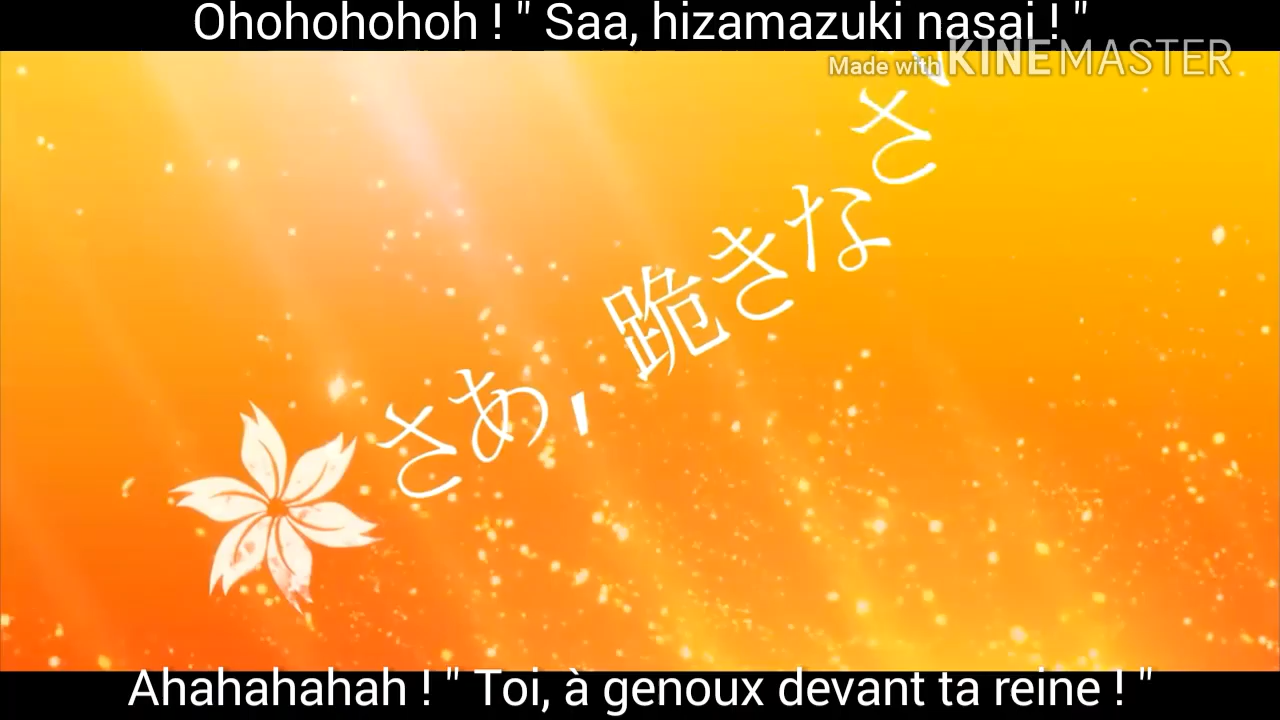 Ohohohohoh ! " Saa, hizamazuki nasai ! "
Made with KINEMASTER
さあ, 跪きなさい
Ahahahahah ! " Toi, à genoux devant ta reine ! "